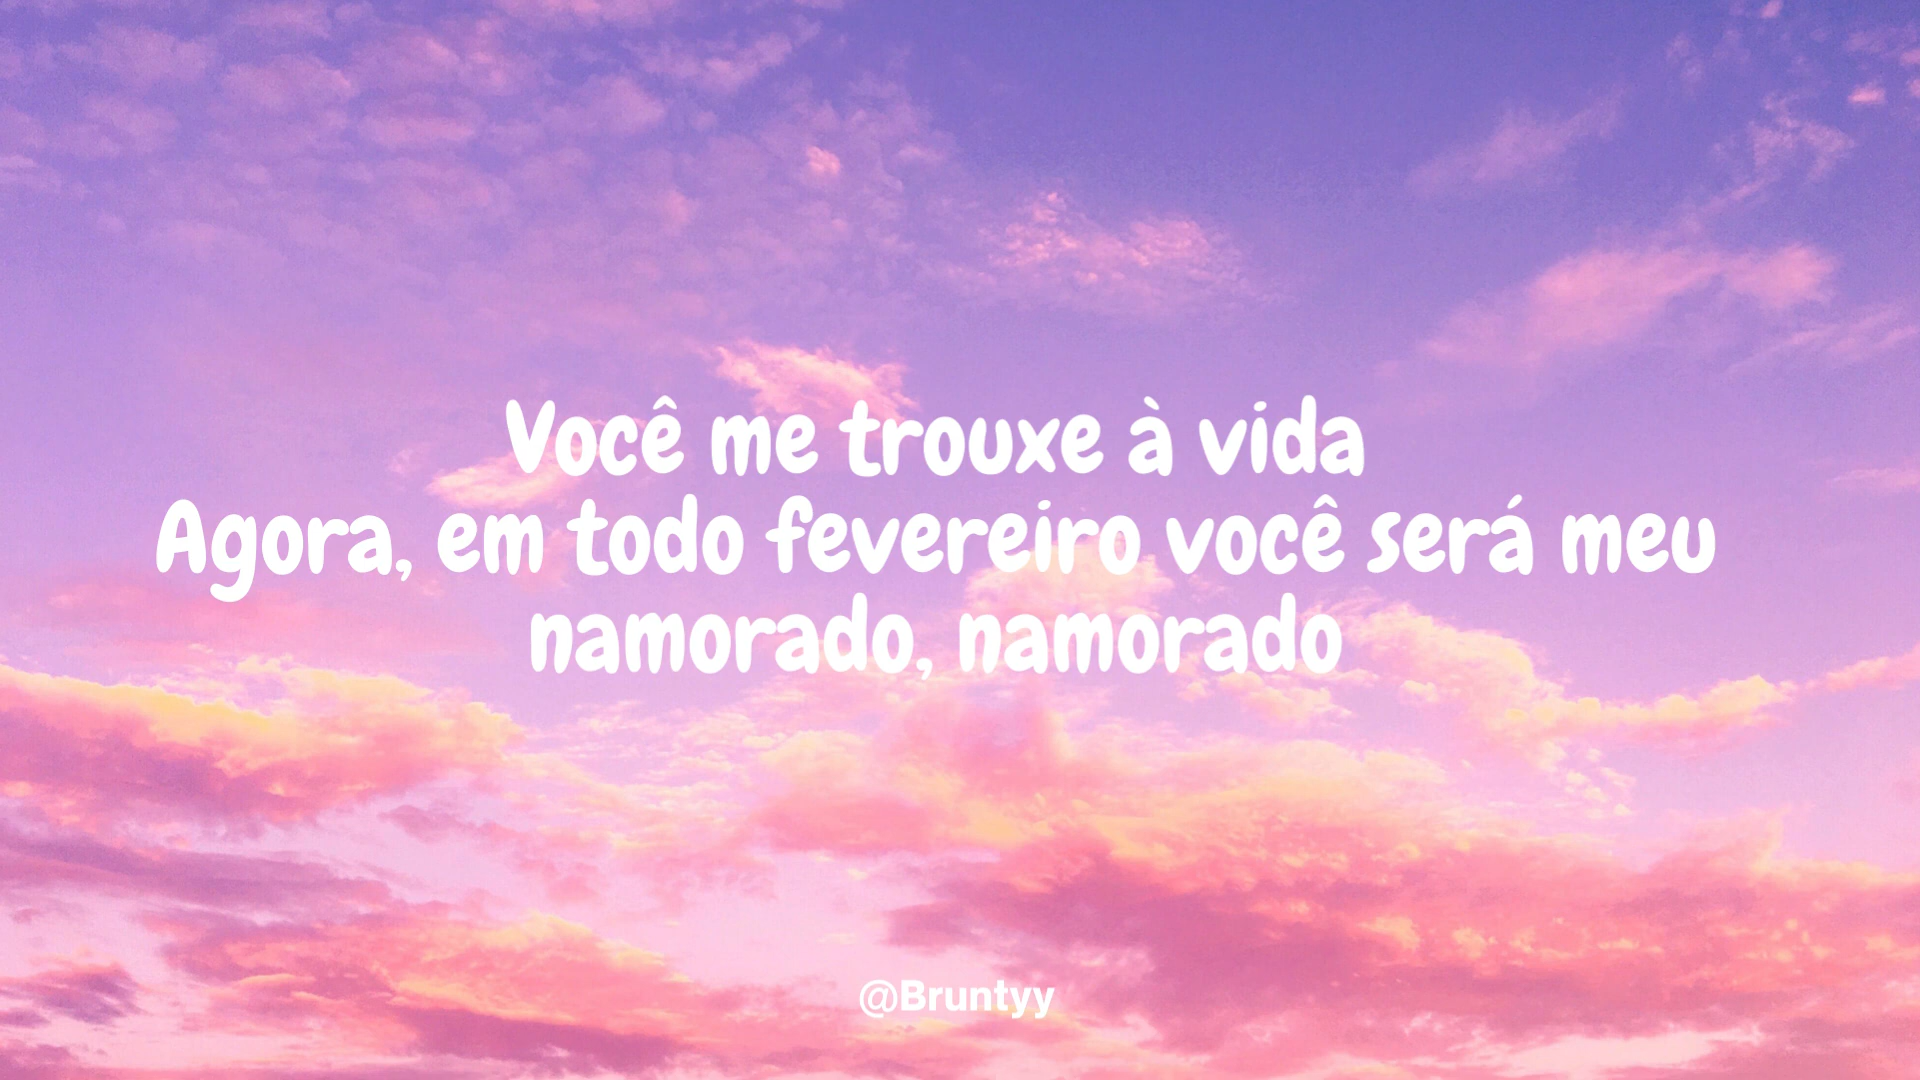 Você me trouxe à vida
Agora, em todo fevereiro você será meu
namorado, namorado
@Bruntyy